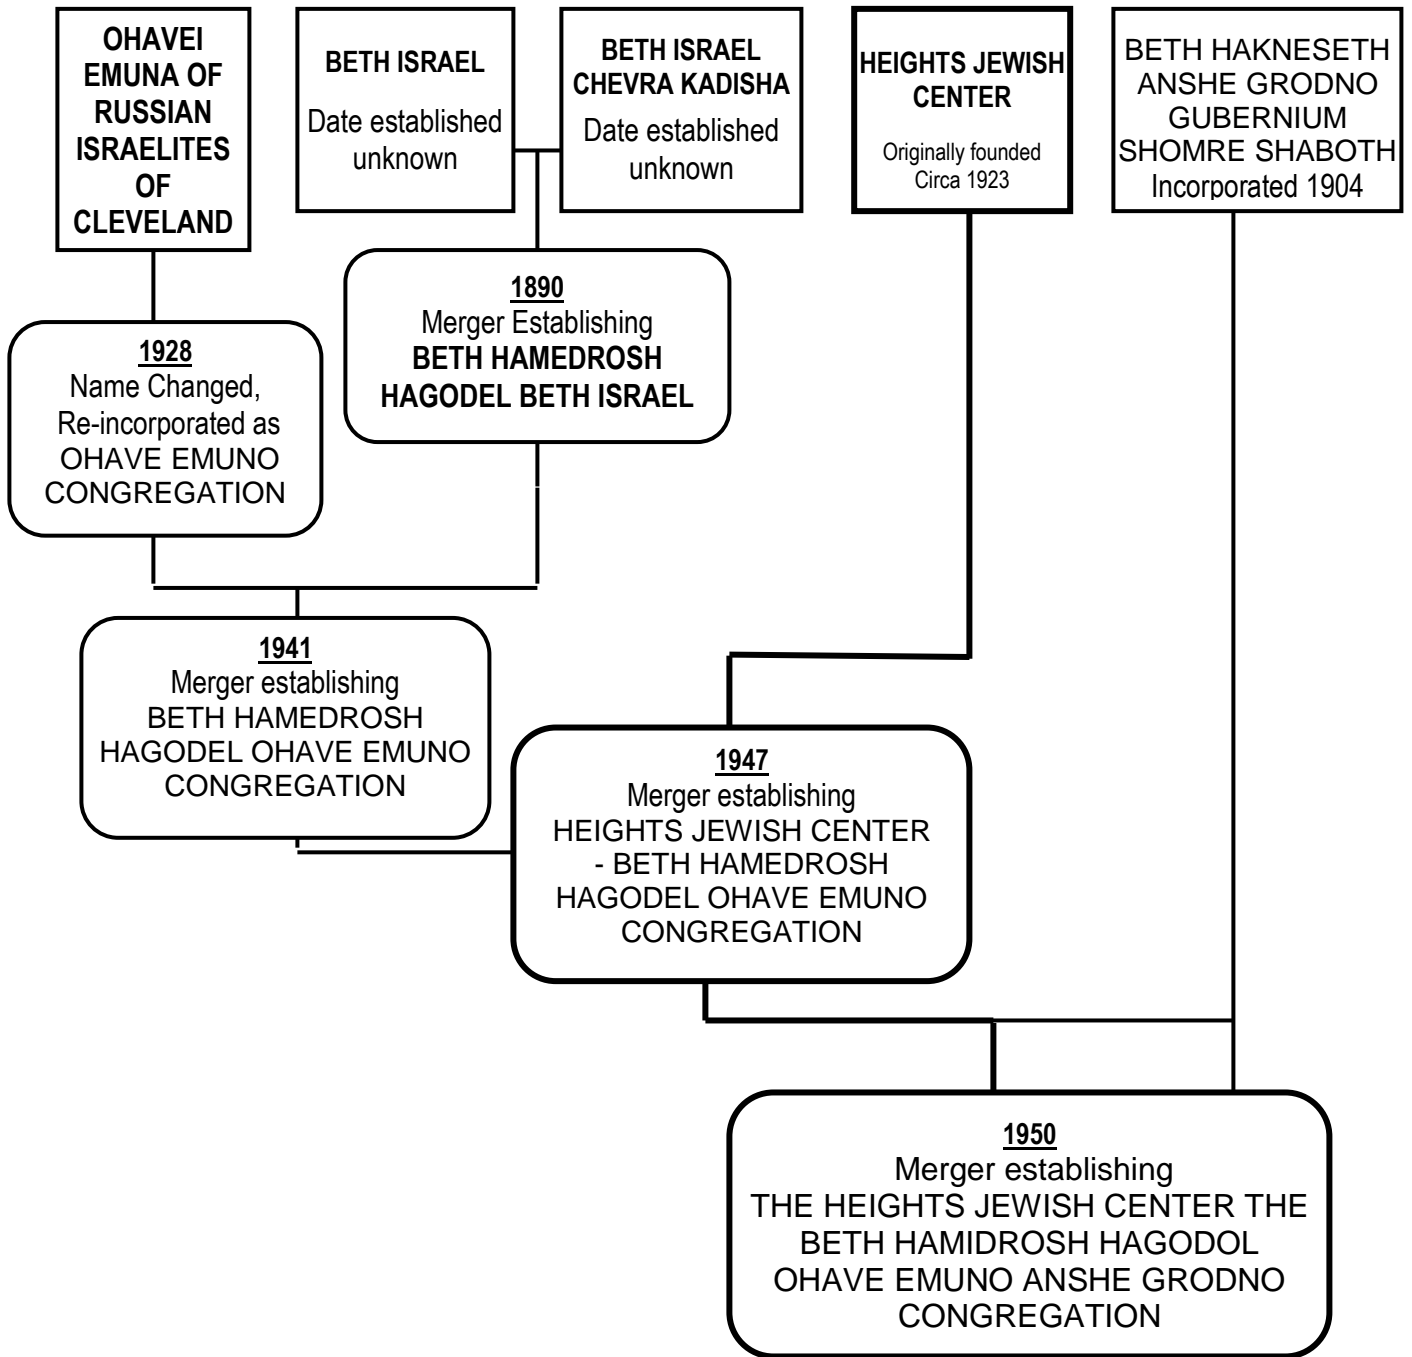 OHAVEI
EMUNA OF
RUSSIAN
ISRAELITES
OF
CLEVELAND
BETH ISRAEL
Date established
unknown
BETH ISRAEL
CHEVRA KADISHA
Date established
unknown
HEIGHTS JEWISH
CENTER
Originally founded
Circa 1923
BETH HAKNESETH
ANSHE GRODNO
GUBERNIUM
SHOMRE SHABOTH
Incorporated 1904
1890
Merger Establishing
BETH HAMEDROSH
HAGODEL BETH ISRAEL
1928
Name Changed,
Re-incorporated as
OHAVE EMUNO
CONGREGATION
1941
Merger establishing
BETH HAMEDROSH
HAGODEL OHAVE EMUNO
CONGREGATION
1947
Merger establishing
HEIGHTS JEWISH CENTER
- BETH HAMEDROSH
HAGODEL OHAVE EMUNO
CONGREGATION
1950
Merger establishing
THE HEIGHTS JEWISH CENTER THE
BETH HAMIDROSH HAGODOL
OHAVE EMUNO ANSHE GRODNO
CONGREGATION